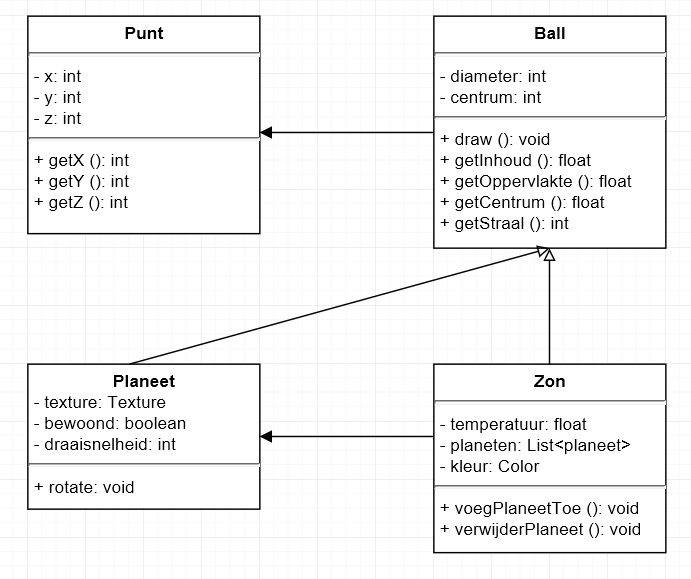 Punt
- x: int
- y: int
- z: int
+ getX (): int
+ getY (): int
+ getZ (): int
Ball
- diameter: int
- centrum: int
+ draw (): void
+ getInhoud (): float
+ getOppervlakte (): float
+ getCentrum (): float
+ getStraal (): int
Planeet
- texture: Texture
- bewoond: boolean
- draaisnelheid: int
+ rotate: void
Zon
- temperatuur: float
- planeten: List<planeet>
- kleur: Color
+ voegPlaneetToe (): void
+ verwijderPlaneet (): void